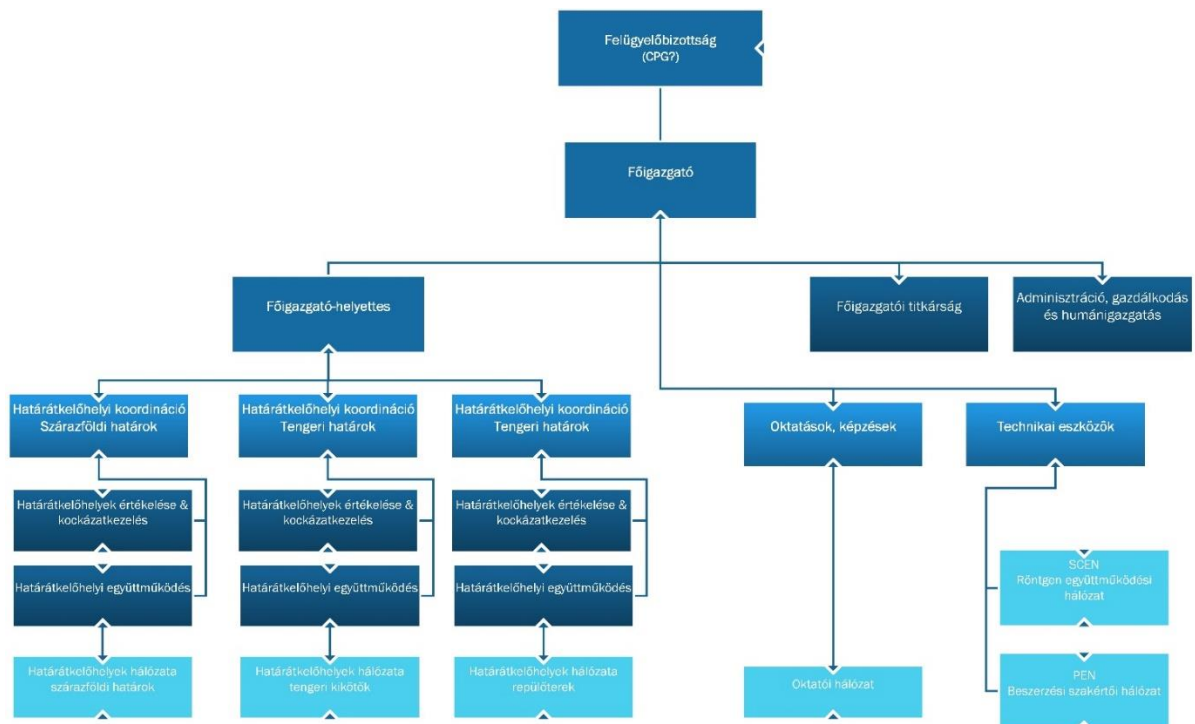 Felügyelőbizottság
(CPG?)
Főigazgató
Főigazgató-helyettes
Főigazgatói titkárság
Adminisztráció, gazdálkodás
és humánigazgatás
Határátkelőhelyi koordináció
Szárazföldi határok
Határátkelőhelyi koordináció
Tengeri határok
Határátkelőhelyi koordináció
Tengeri határok
Oktatások, képzések
Technikai eszközök
Határátkelőhelyek értékelése &
kockázatkezelés
Határátkelőhelyek értékelése &
kockázatkezelés
Határátkelőhelyek értékelése &
kockázatkezelés
Határátkelőhelyi együttműködés
Határátkelőhelyi együttműködés
Határátkelőhelyi együttműködés
SCEN
Röntgen együttműködési
hálózat
Határátkelőhelyek hálózata
szárazföldi határok
Határátkelőhelyek hálózata
tengeri kikötők
Határátkelőhelyek hálózata
repülőterek
Oktatói hálózat
PEN
Beszerzési szakértői hálózat